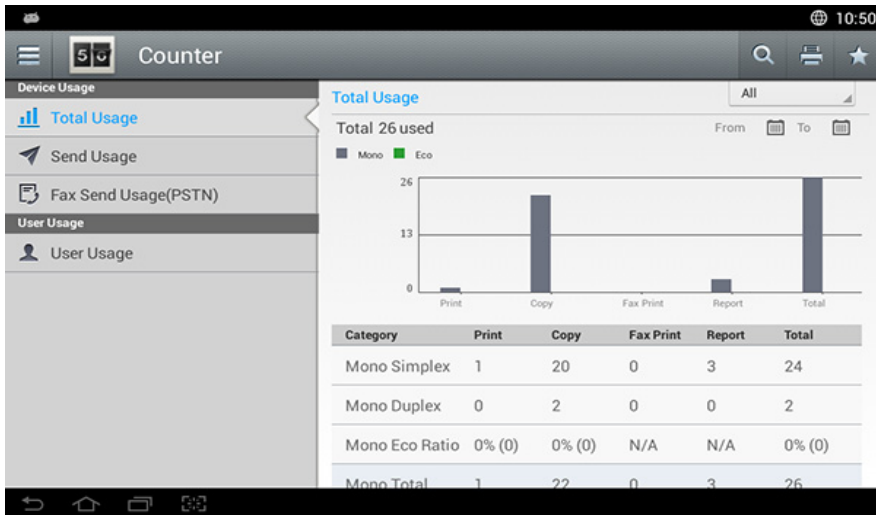 10:50
50 Counter
Device Usage
Total Usage
Send Usage
Fax Send Usage(PSTN)
User Usage
User Usage
Total Usage
All
Total 26 used
From To
Mono Eco
26
13
0
Print Copy Fax Print Report Total
Category Print Copy Fax Print Report Total
Mono Simplex 1 20 0 3 24
Mono Duplex 0 2 0 0 2
Mono Eco Ratio 0% (0) 0% (0) N/A N/A 0% (0)
Mono Total 1 22 0 3 26